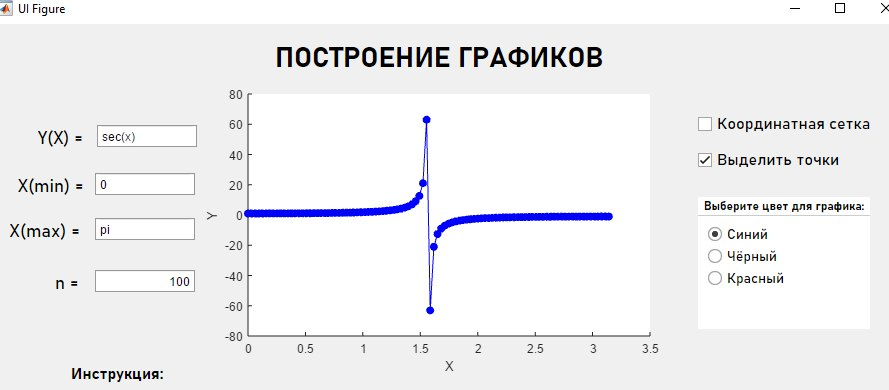 UI Figure
ПОСТРОЕНИЕ ГРАФИКОВ
Y(X) = sec(x)
X(min) = 0
X(max) = pi
n = 100
Инструкция:
80
60
40
20
0
-20
-40
-60
-80
Y
0 0.5 1 1.5 2 2.5 3 3.5
X
Координатная сетка
Выделить точки
Выберите цвет для графика:
Синий
Чёрный
Красный